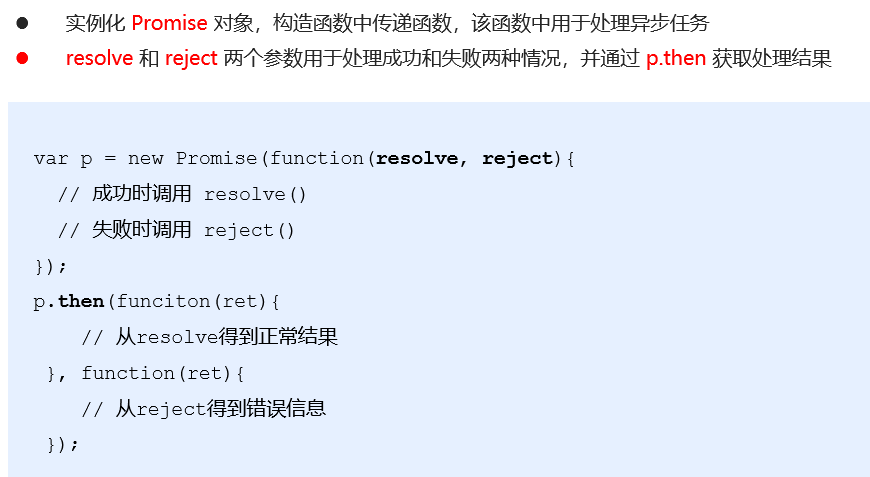 ● 实例化 Promise 对象，构造函数中传递函数，该函数中用于处理异步任务
● resolve 和 reject 两个参数用于处理成功和失败两种情况，并通过 p.then 获取处理结果
var p = new Promise(function(resolve, reject){
// 成功时调用 resolve()
// 失败时调用 reject()
});
p.then(funciton(ret){
// 从resolve得到正常结果
}, function(ret){
// 从reject得到错误信息
});